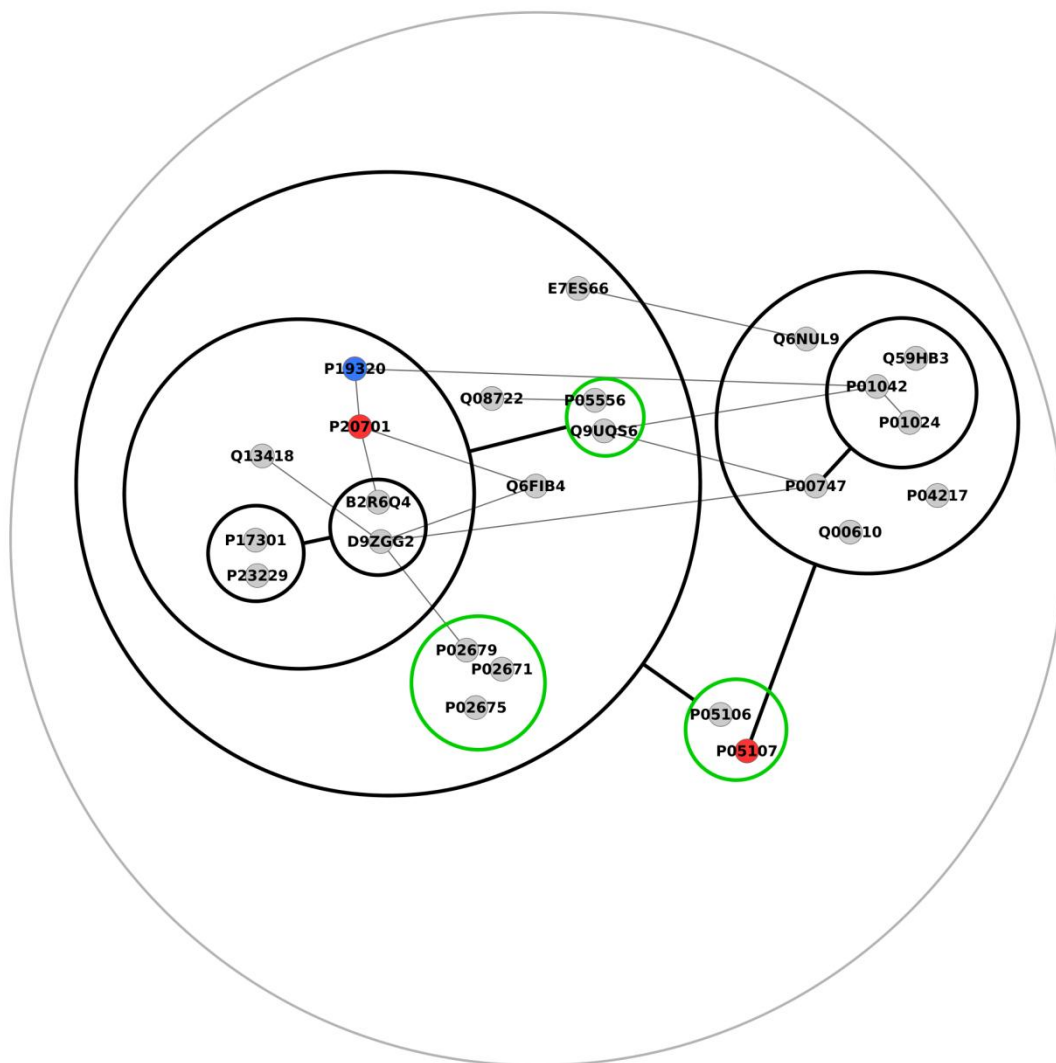 E7ES66
Q6NUL9
Q59HB3
P19320
P01042
Q08722
P05556
P01024
P20701
Q9UQS6
Q13418
Q6FIB4
P00747
P04217
B2R6Q4
Q00610
P17301
D9ZGG2
P23229
P02679
P02671
P02675
P05106
P05107